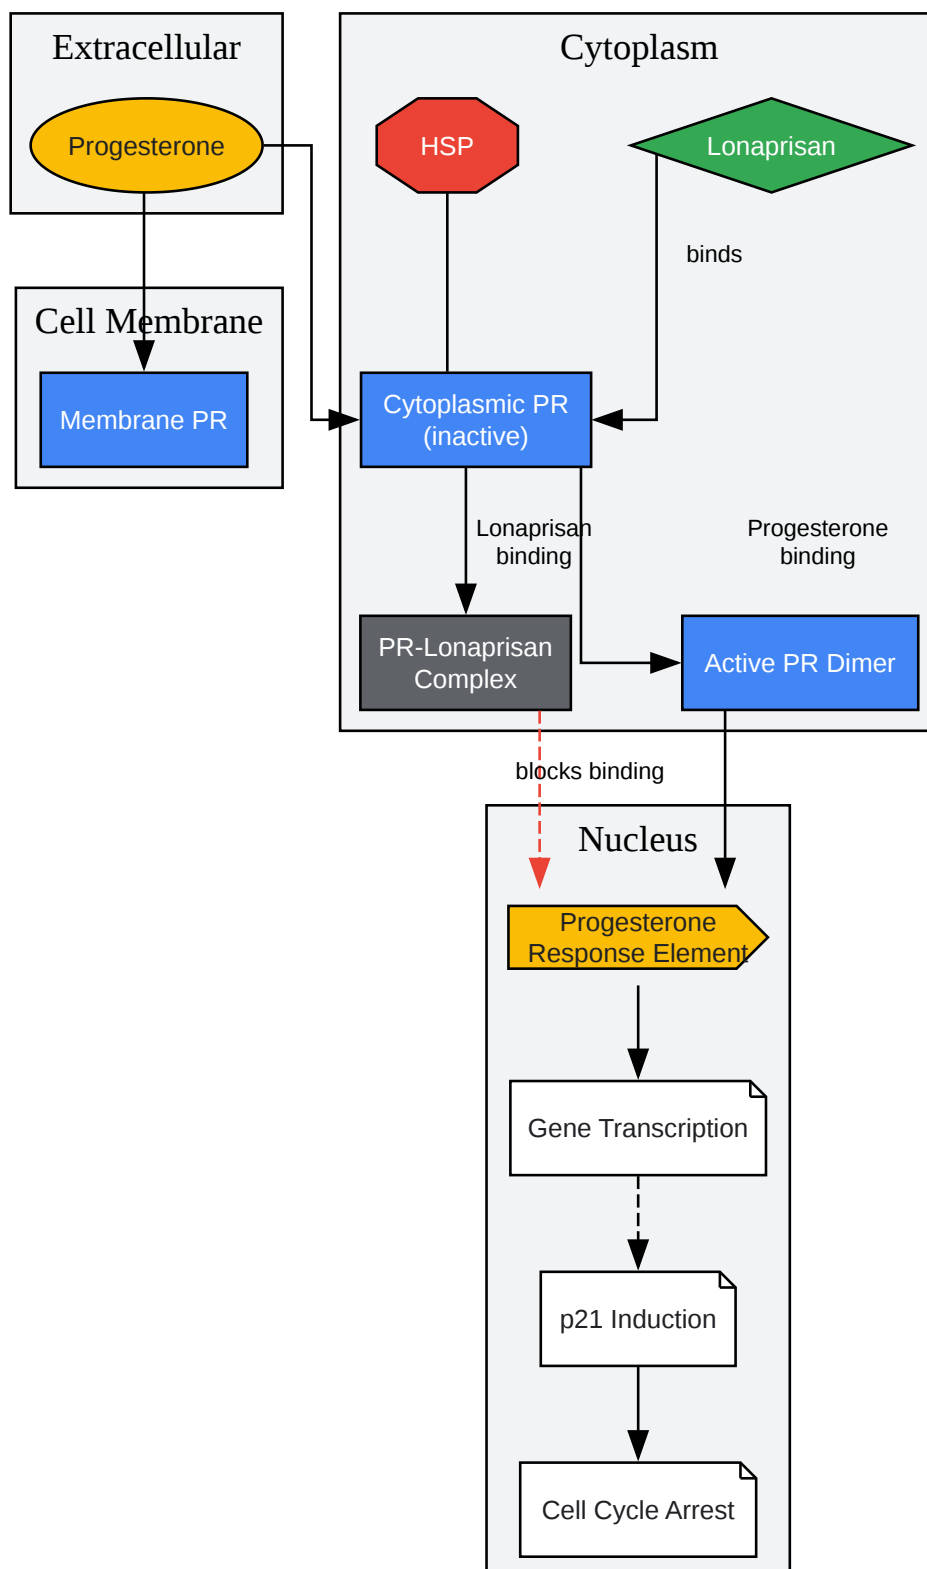 Extracellular
Cytoplasm
Progesterone
HSP
Lonaprisan
binds
Cell Membrane
Membrane PR
Cytoplasmic PR
(inactive)
Lonaprisan
binding
Progesterone
binding
PR-Lonaprisan
Complex
Active PR Dimer
blocks binding
Nucleus
Progesterone
Response Element
Gene Transcription
p21 Induction
Cell Cycle Arrest